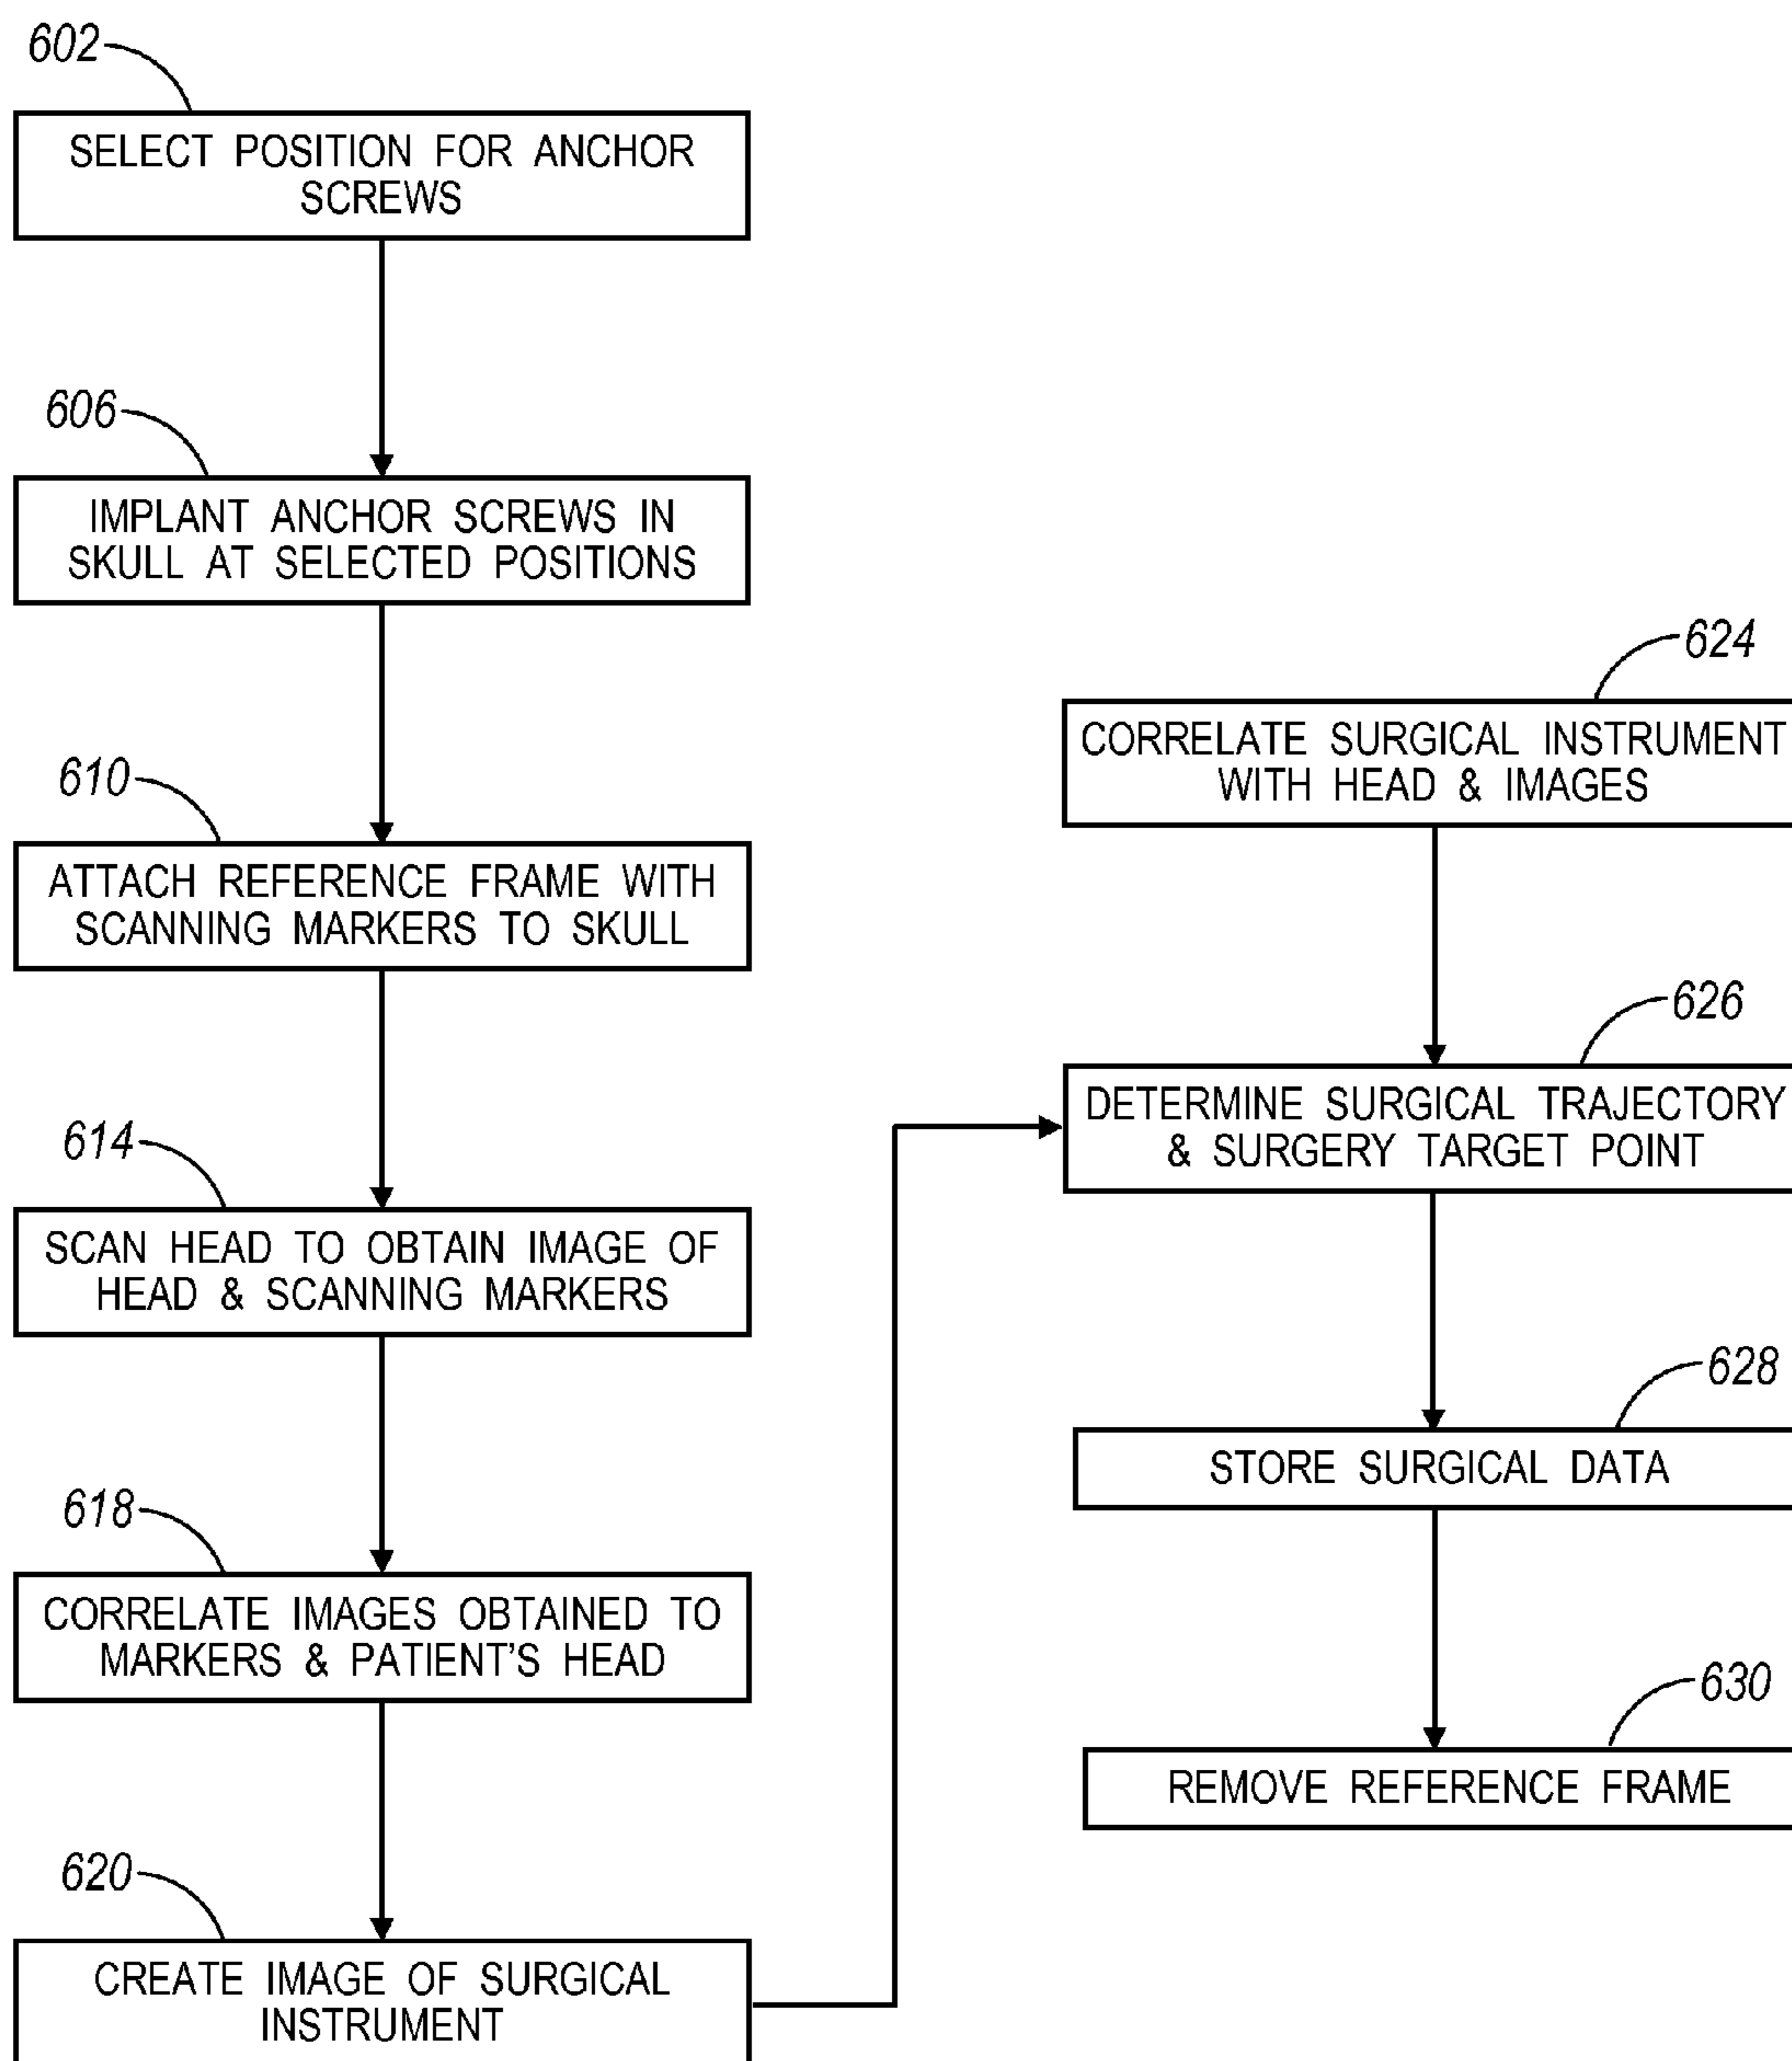 602
SELECT POSITION FOR ANCHOR
SCREWS
606
IMPLANT ANCHOR SCREWS IN
SKULL AT SELECTED POSITIONS
610
ATTACH REFERENCE FRAME WITH
SCANNING MARKERS TO SKULL
614
SCAN HEAD TO OBTAIN IMAGE OF
HEAD & SCANNING MARKERS
618
CORRELATE IMAGES OBTAINED TO
MARKERS & PATIENT'S HEAD
620
CREATE IMAGE OF SURGICAL
INSTRUMENT
624
CORRELATE SURGICAL INSTRUMENT
WITH HEAD & IMAGES
626
DETERMINE SURGICAL TRAJECTORY
& SURGERY TARGET POINT
628
STORE SURGICAL DATA
630
REMOVE REFERENCE FRAME